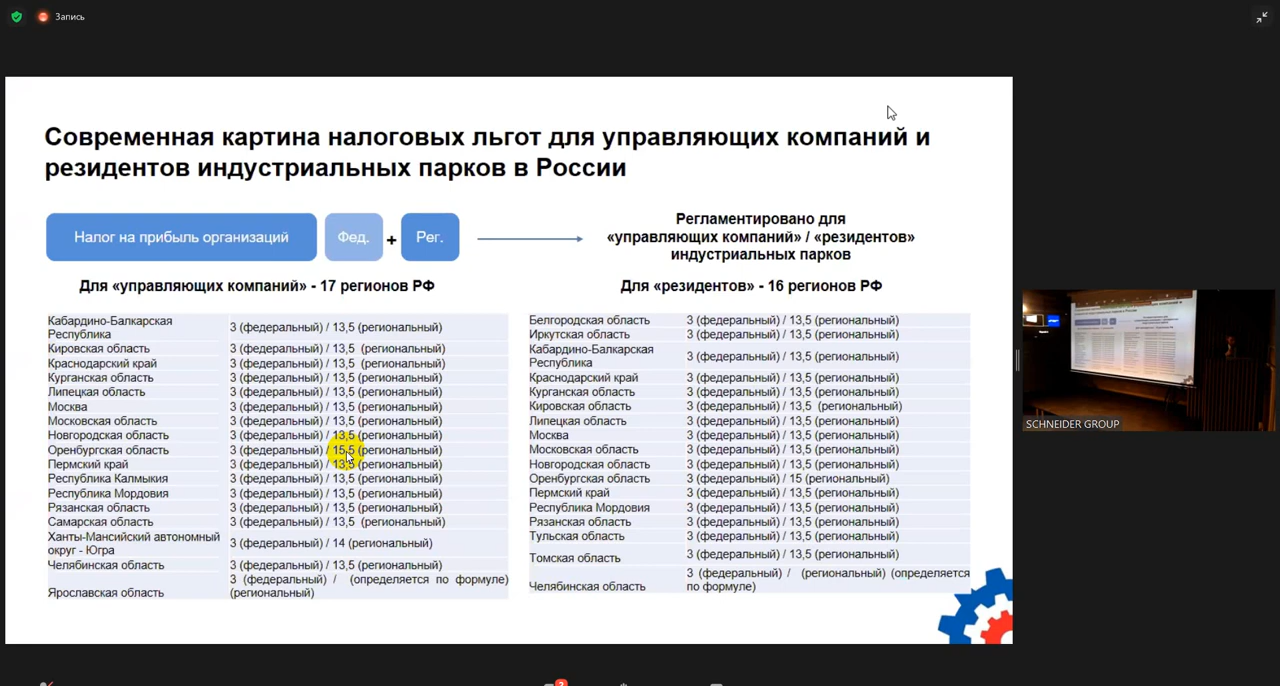 Запись
Современная картина налоговых льгот для управляющих компаний и
резидентов индустриальных парков в России
Налог на прибыль организаций
Фед.
+
Рег.
Регламентировано для
«управляющих компаний» / «резидентов»
индустриальных парков
Для «управляющих компаний» - 17 регионов РФ
Кабардино-Балкарская
Республика
3 (федеральный) / 13,5 (региональный)
Кировская область 3 (федеральный) / 13,5 (региональный)
Краснодарский край 3 (федеральный) / 13,5 (региональный)
Курганская область 3 (федеральный) / 13,5 (региональный)
Липецкая область 3 (федеральный) / 13,5 (региональный)
Москва 3 (федеральный) / 13,5 (региональный)
Московская область 3 (федеральный) / 13,5 (региональный)
Новгородская область 3 (федеральный) / 13,5 (региональный)
Оренбургская область 3 (федеральный) / 15,5 (региональный)
Пермский край 3 (федеральный) / 13,5 (региональный)
Республика Калмыкия 3 (федеральный) / 13,5 (региональный)
Республика Мордовия 3 (федеральный) / 13,5 (региональный)
Рязанская область 3 (федеральный) / 13,5 (региональный)
Самарская область 3 (федеральный) / 13,5 (региональный)
Ханты-Мансийский автономный
округ - Югра
3 (федеральный) / 14 (региональный)
Челябинская область 3 (федеральный) / 13,5 (региональный)
Ярославская область
3 (федеральный) / (определяется по формуле)
(региональный)
Для «резидентов» - 16 регионов РФ
Белгородская область 3 (федеральный) / 13,5 (региональный)
Иркутская область 3 (федеральный) / 13,5 (региональный)
Кабардино-Балкарская
Республика
3 (федеральный) / 13,5 (региональный)
Краснодарский край 3 (федеральный) / 13,5 (региональный)
Курганская область 3 (федеральный) / 13,5 (региональный)
Кировская область 3 (федеральный) / 13,5 (региональный)
Липецкая область 3 (федеральный) / 13,5 (региональный)
Москва 3 (федеральный) / 13,5 (региональный)
Московская область 3 (федеральный) / 13,5 (региональный)
Новгородская область 3 (федеральный) / 13,5 (региональный)
Оренбургская область 3 (федеральный) / 15 (региональный)
Пермский край 3 (федеральный) / 13,5 (региональный)
Республика Мордовия 3 (федеральный) / 13,5 (региональный)
Рязанская область 3 (федеральный) / 13,5 (региональный)
Тульская область 3 (федеральный) / 13,5 (региональный)
Томская область 3 (федеральный) / 13,5 (региональный)
Челябинская область
3 (федеральный) / (региональный) (определяется
по формуле)
SCHNEIDER GROUP